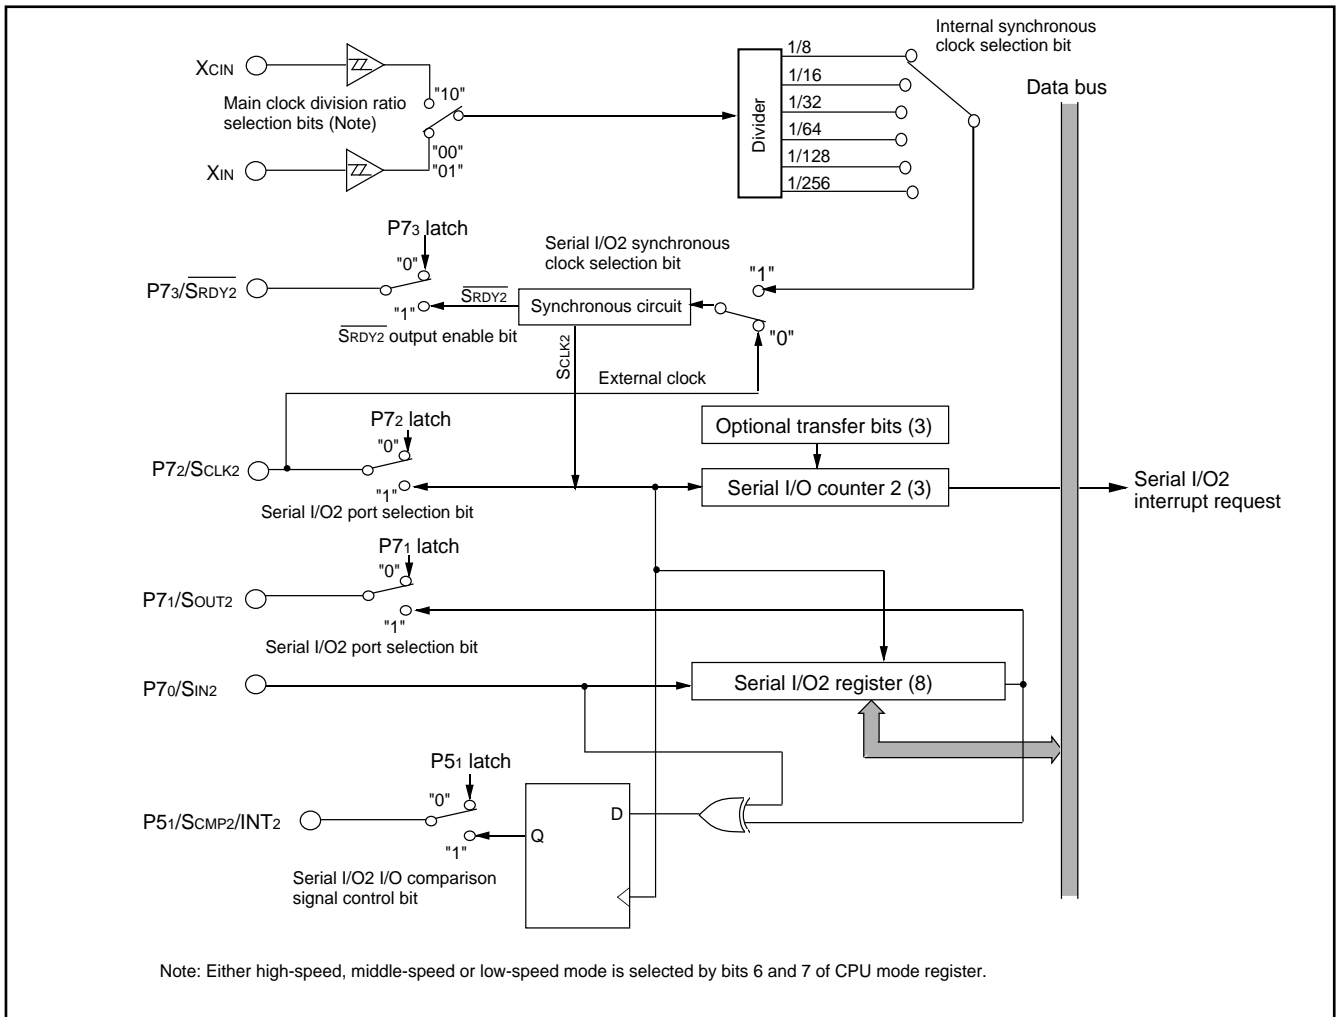 Internal synchronous
clock selection bit
XCIN
"10"
Main clock division ratio
selection bits (Note)
"00"
"01"
XIN
Divider
1/8
1/16
1/32
1/64
1/128
1/256
Data bus
P73 latch
"0"
P73/SRDY2
"1"
SRDY2
SRDY2 output enable bit
Serial I/O2 synchronous
clock selection bit
Synchronous circuit
"1"
"0"
SCLK2
External clock
P72 latch
"0"
P72/SCLK2
"1"
Serial I/O2 port selection bit
Optional transfer bits (3)
Serial I/O counter 2 (3)
Serial I/O2
interrupt request
P71 latch
"0"
P71/SOUT2
"1"
Serial I/O2 port selection bit
P70/SIN2
Serial I/O2 register (8)
P51 latch
"0"
P51/SCMP2/INT2
"1"
D
Q
Serial I/O2 I/O comparison
signal control bit
Note: Either high-speed, middle-speed or low-speed mode is selected by bits 6 and 7 of CPU mode register.